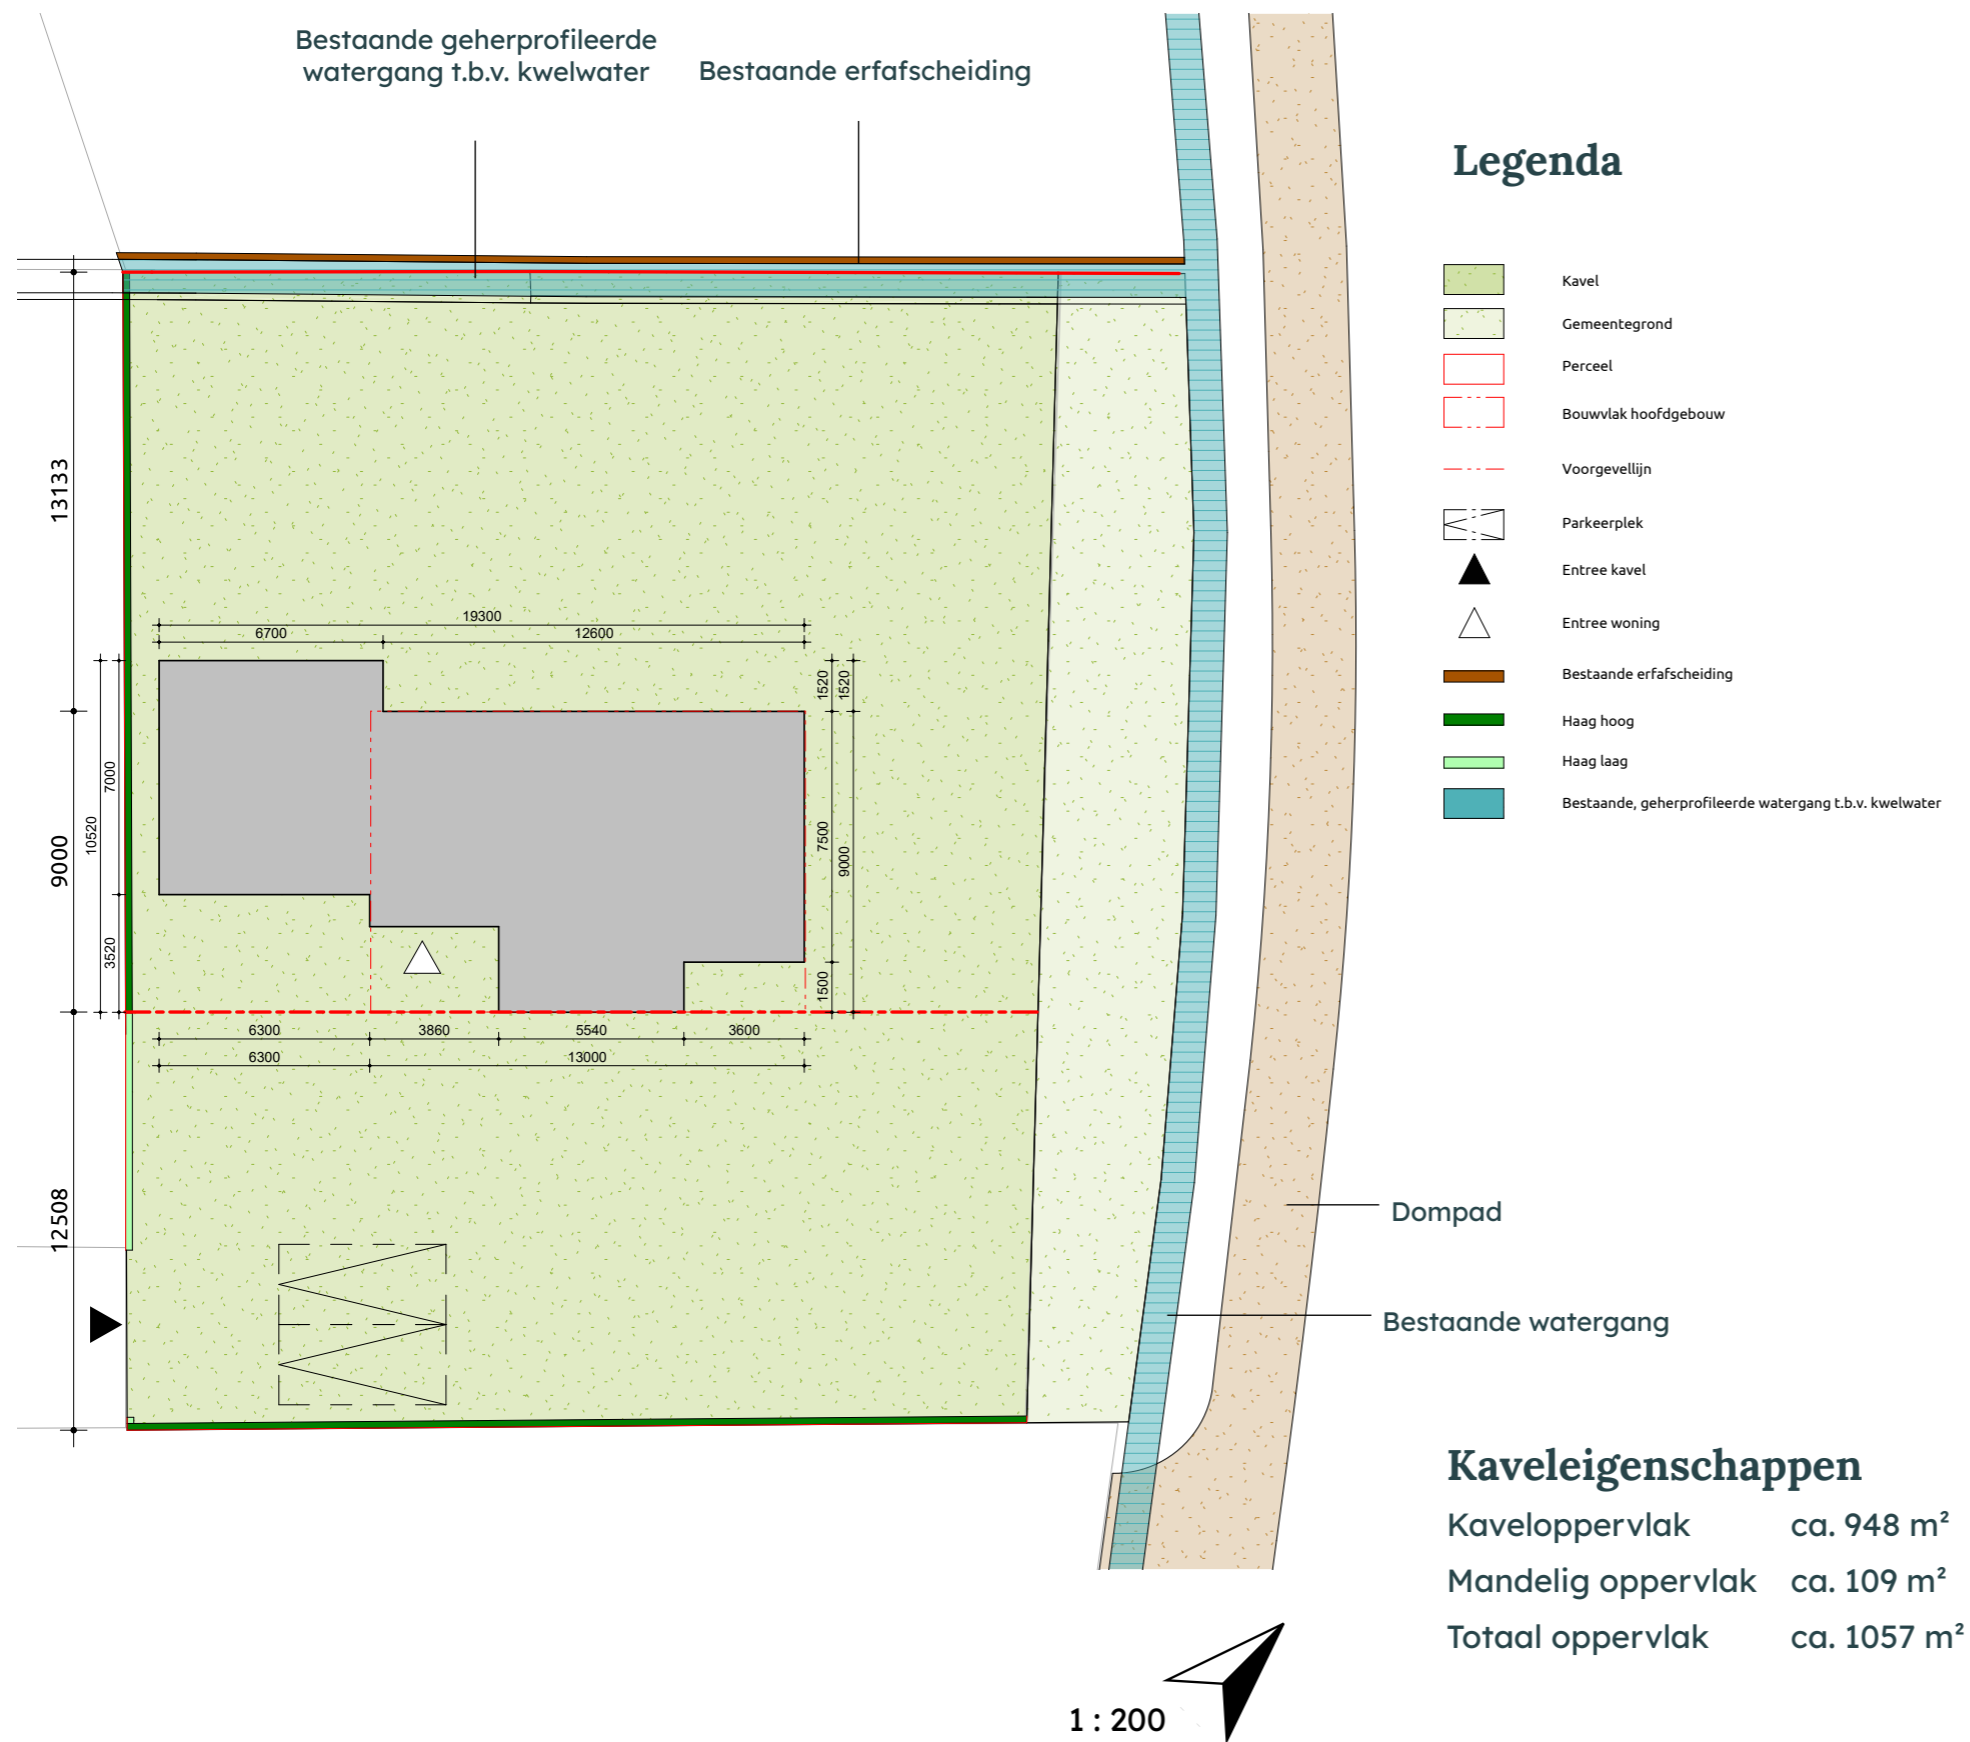 Bestaande geherprofileerde
watergang t.b.v. kwelwater
Bestaande erfafscheiding
Legenda
Kavel
Gemeentegrond
Perceel
Bouwvlak hoofdgebouw
Voorgevellijn
Parkeerplek
Entree kavel
Entree woning
Bestaande erfafscheiding
Haag hoog
Haag laag
Bestaande, geherprofileerde watergang t.b.v. kwelwater
13133
9000
12508
19300
6700
12600
1520
1520
7000
10520
3520
7500
9000
1500
6300
3860
5540
3600
6300
13000
Dompad
Bestaande watergang
Kaveleigenschappen
Kaveloppervlak ca. 948 m²
Mandelig oppervlak ca. 109 m²
Totaal oppervlak ca. 1057 m²
1 : 200